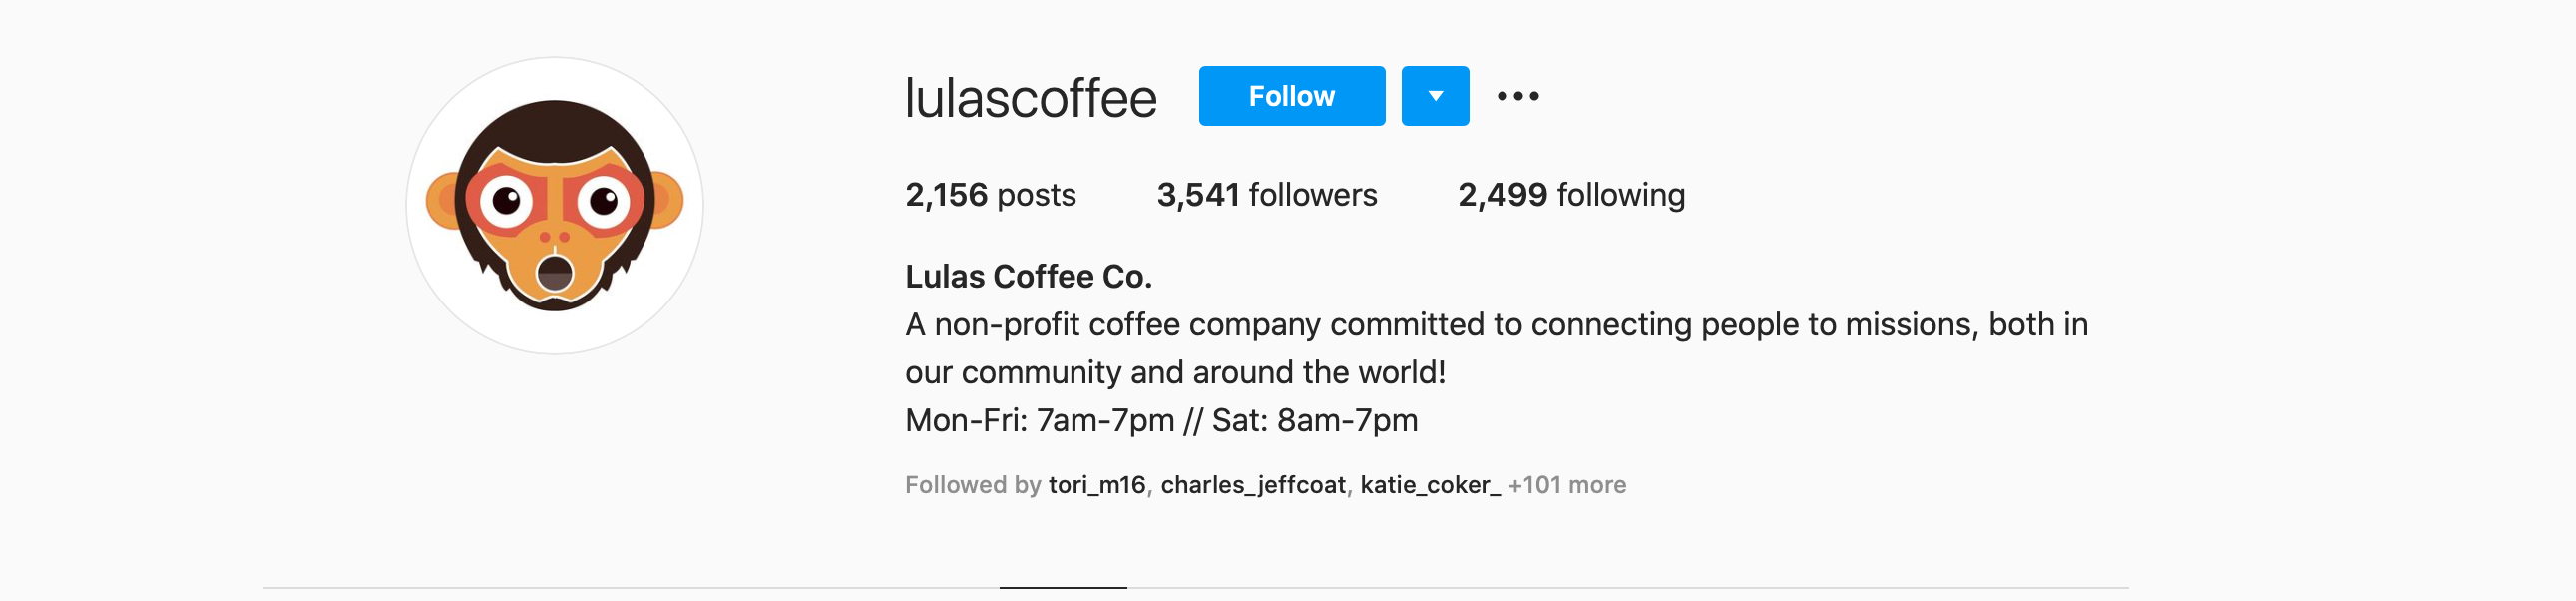 lulascoffee Follow
2,156 posts 3,541 followers 2,499 following
Lulas Coffee Co.
A non-profit coffee company committed to connecting people to missions, both in
our community and around the world!
Mon-Fri: 7am-7pm // Sat: 8am-7pm
Followed by tori_m16, charles_jeffcoat, katie_coker_ +101 more